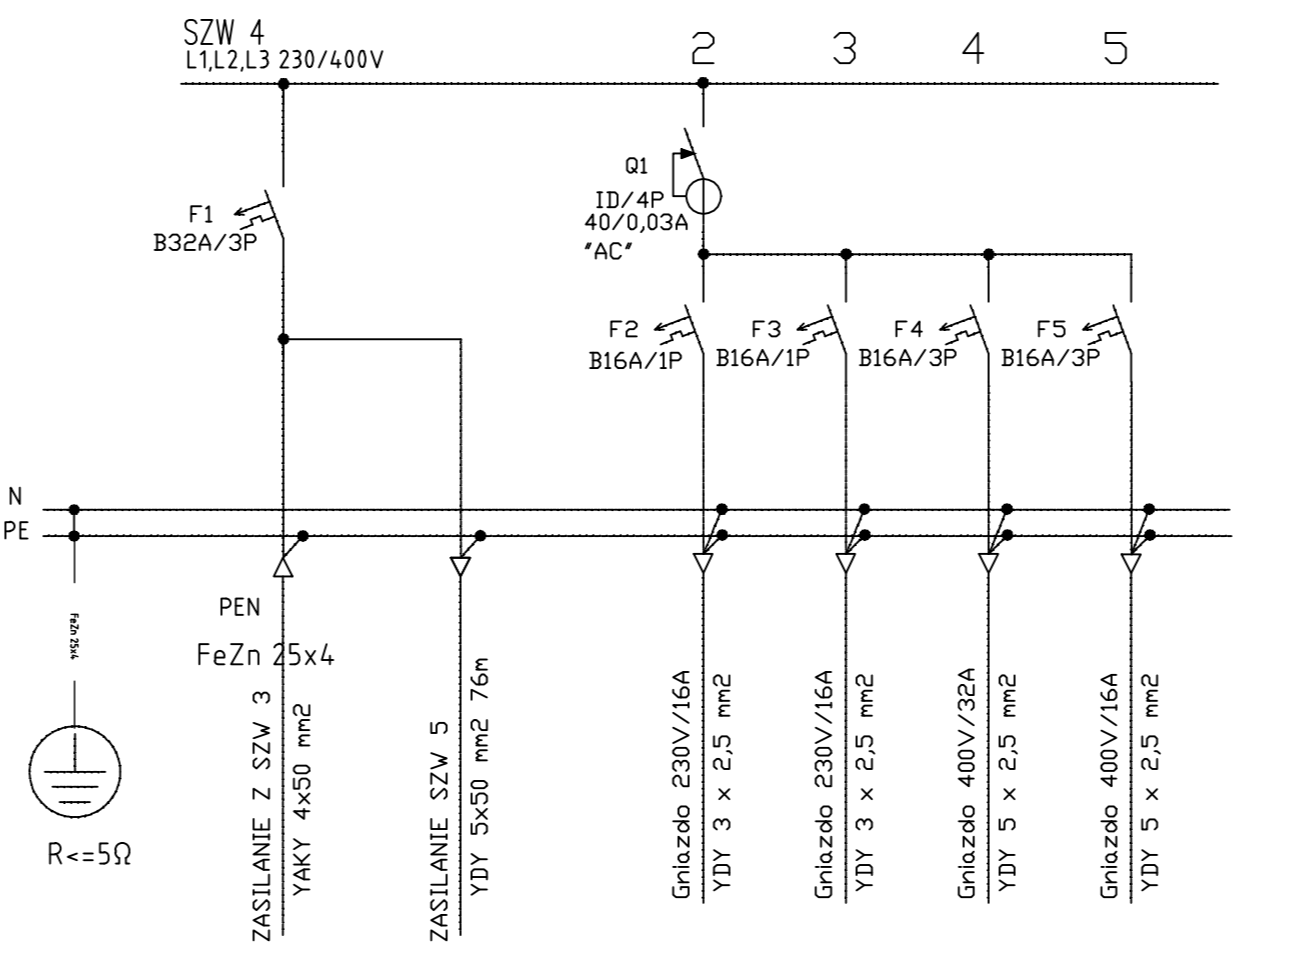 SZW 4
L1,L2,L3 230/400V
2
3
4
5
Q1
ID/4P
40/0,03A
"AC"
F1
B32A/3P
F2
B16A/1P
F3
B16A/1P
F4
B16A/3P
F5
B16A/3P
N
PE
FeZn 25x4
PEN
FeZn 25x4
ZASILANIE Z SZW 3
YAKY 4x50 mm2
ZASILANIE SZW 5
YDY 5x50 mm2 76m
Gniazdo 230V/16A
YDY 3 x 2,5 mm2
Gniazdo 230V/16A
YDY 3 x 2,5 mm2
Gniazdo 400V/32A
YDY 5 x 2,5 mm2
Gniazdo 400V/16A
YDY 5 x 2,5 mm2
R<=5Ω